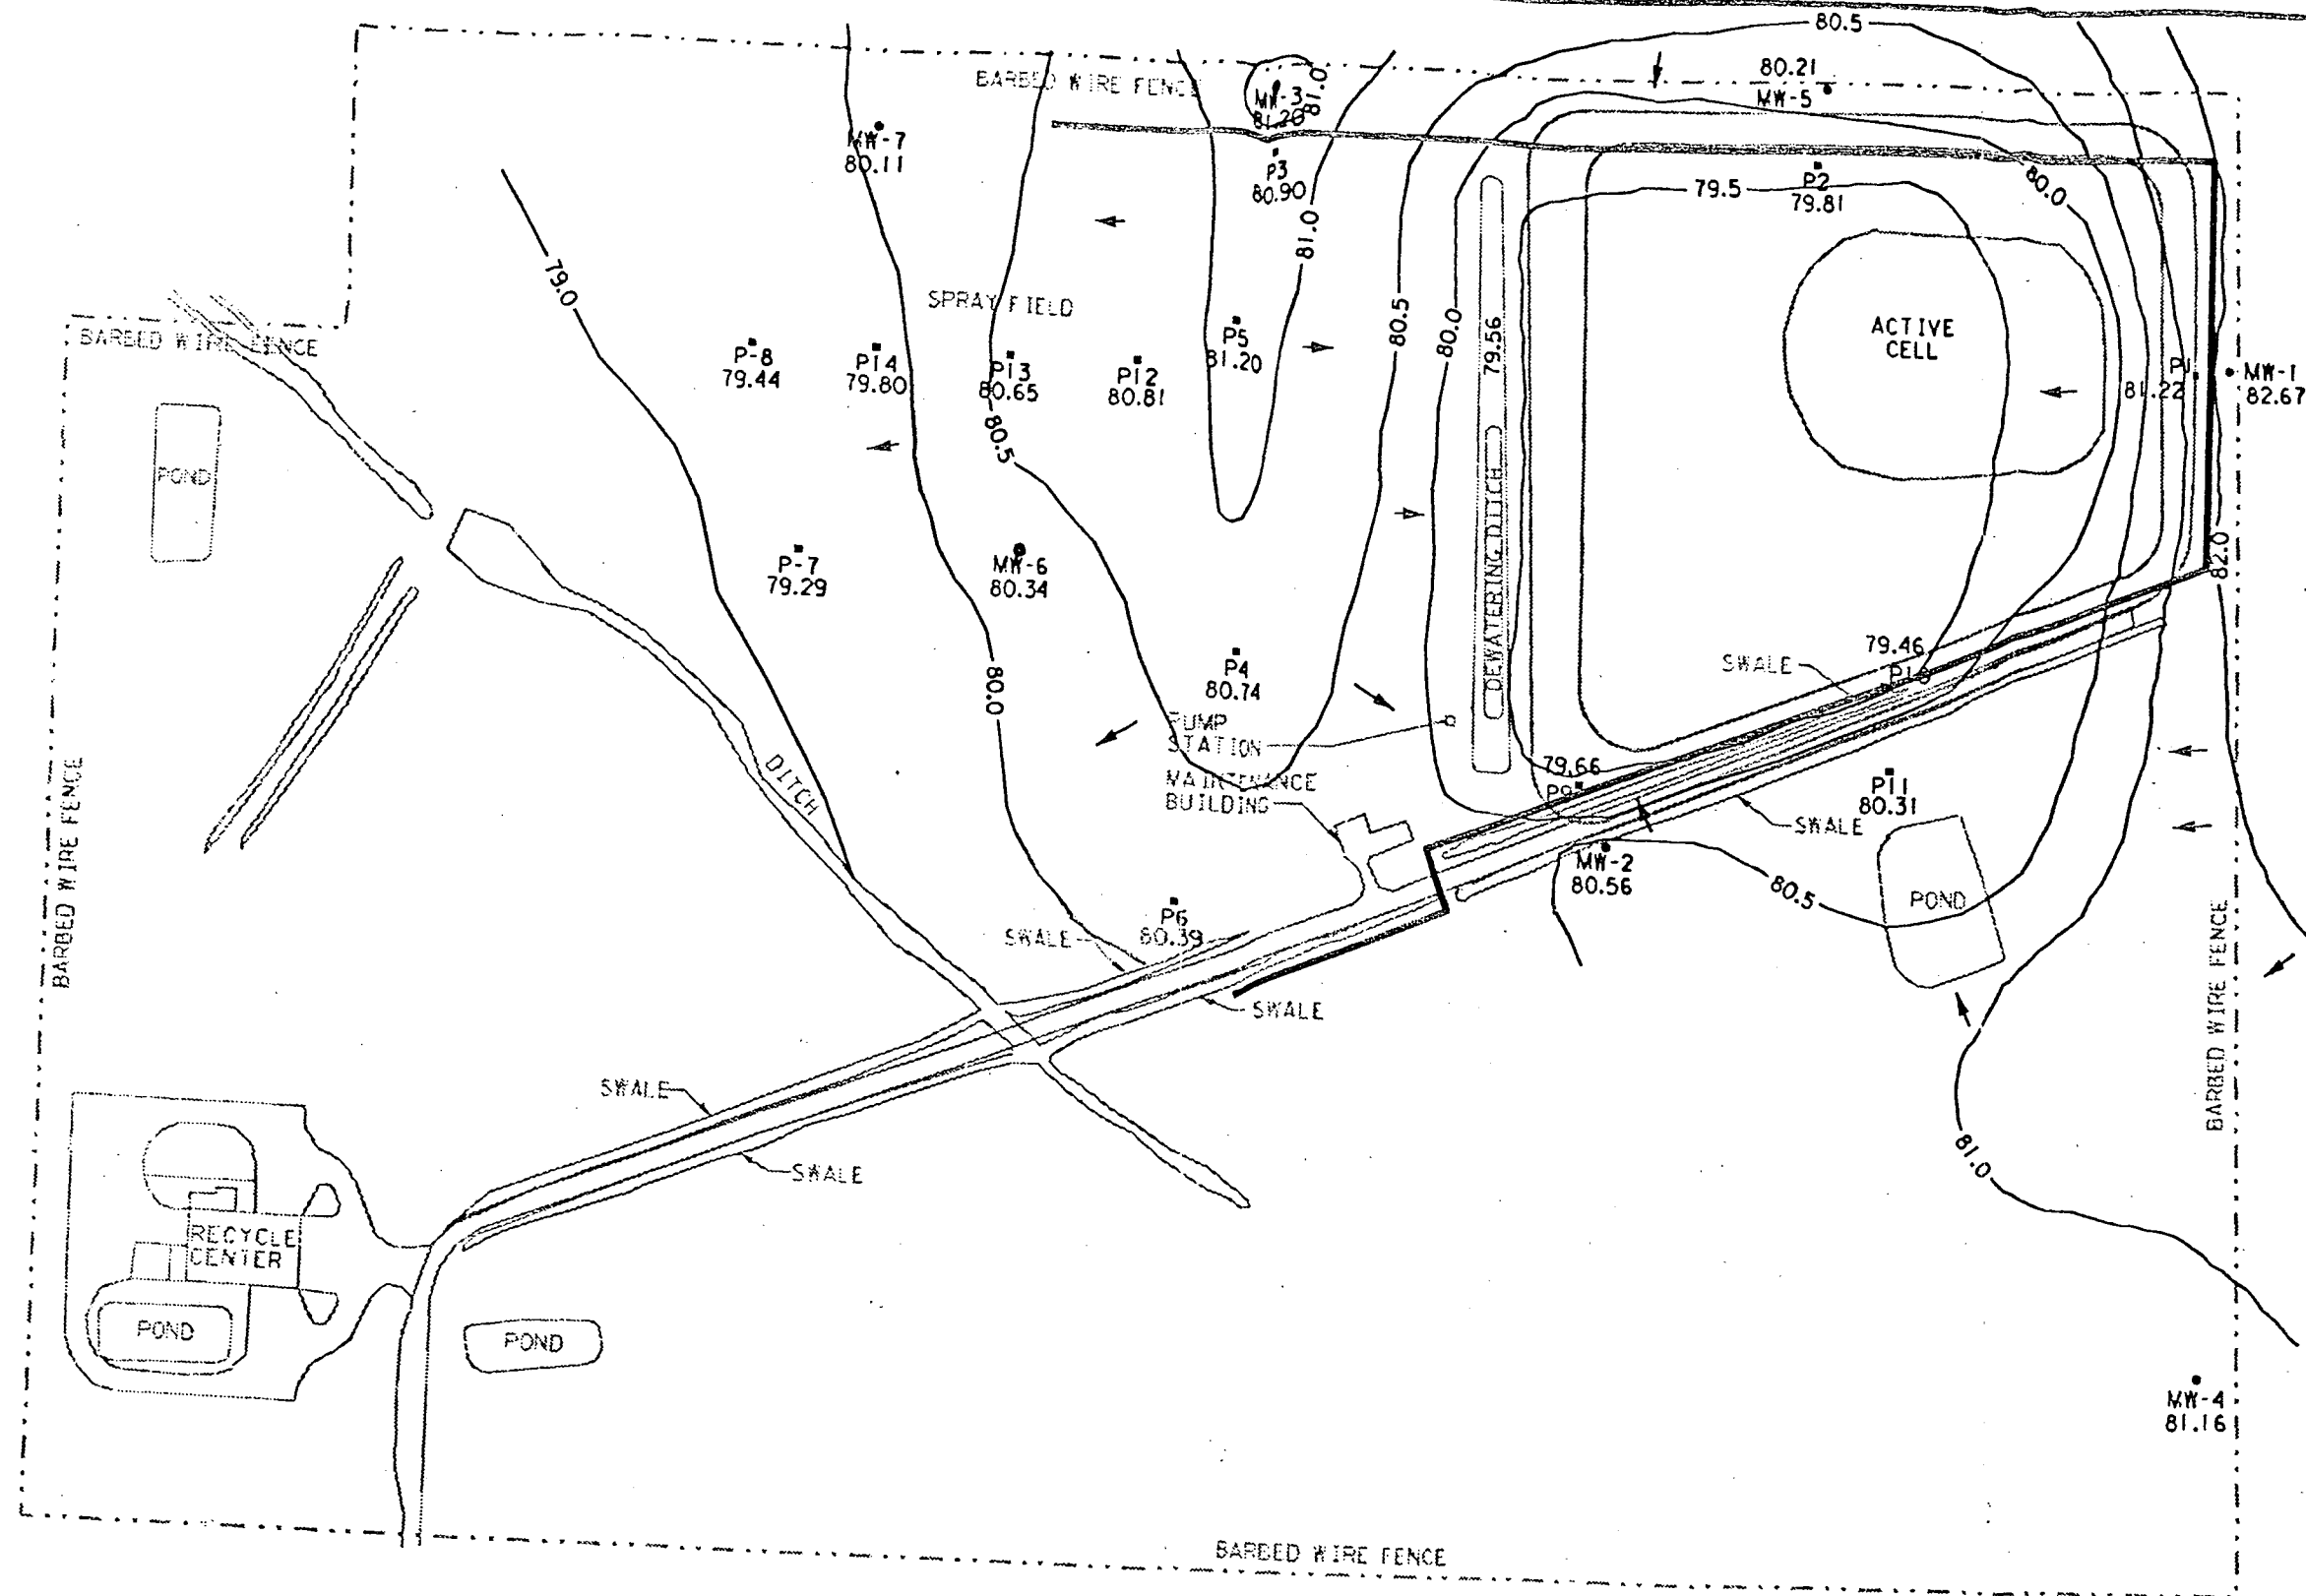 80.5
80.21
MW-5
BARBED WIRE FENCE
MW-3
81.20
81.0
MW-7
80.11
P3
80.90
P2
79.81
79.5
80.0
79.0
81.0
SPRAY FIELD
BARBED WIRE FENCE
P-8
79.44
P14
79.80
P13
80.65
P12
80.81
P5
81.20
80.5
80.0
79.56
ACTIVE
CELL
P1
81.22
MW-1
82.67
80.5
POND
DEWATERING DITCH
P-7
79.29
MW-6
80.34
82.0
P4
80.74
80.0
79.46
SWALE
PUMP
STATION
MAINTENANCE
BUILDING
DITCH
79.66
P9
P11
80.31
SWALE
MW-2
80.56
80.5
POND
BARBED WIRE FENCE
P6
80.39
SWALE
SWALE
BARBED WIRE FENCE
SWALE
SWALE
81.0
RECYCLE
CENTER
POND
POND
MW-4
81.16
BARBED WIRE FENCE